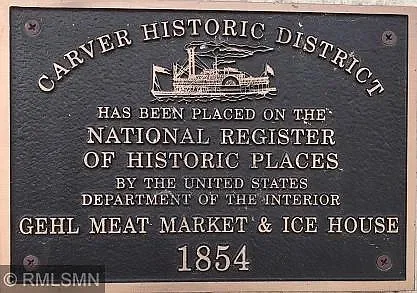 CARVER HISTORIC DISTRICT
HAS BEEN PLACED ON THE
NATIONAL REGISTER
OF HISTORIC PLACES
BY THE UNITED STATES
DEPARTMENT OF THE INTERIOR
GEHL MEAT MARKET & ICE HOUSE
1854
© RMLSMN